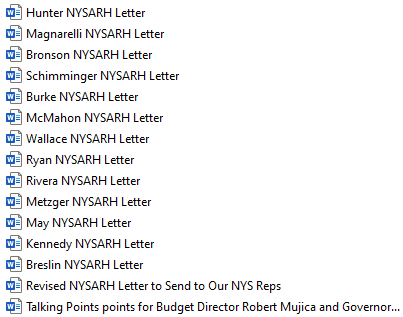 Hunter NYSARH Letter
Magnarelli NYSARH Letter
Bronson NYSARH Letter
Schimminger NYSARH Letter
Burke NYSARH Letter
McMahon NYSARH Letter
Wallace NYSARH Letter
Ryan NYSARH Letter
Rivera NYSARH Letter
Metzger NYSARH Letter
May NYSARH Letter
Kennedy NYSARH Letter
Breslin NYSARH Letter
Revised NYSARH Letter to Send to Our NYS Reps
Talking Points points for Budget Director Robert Mujica and Governor...